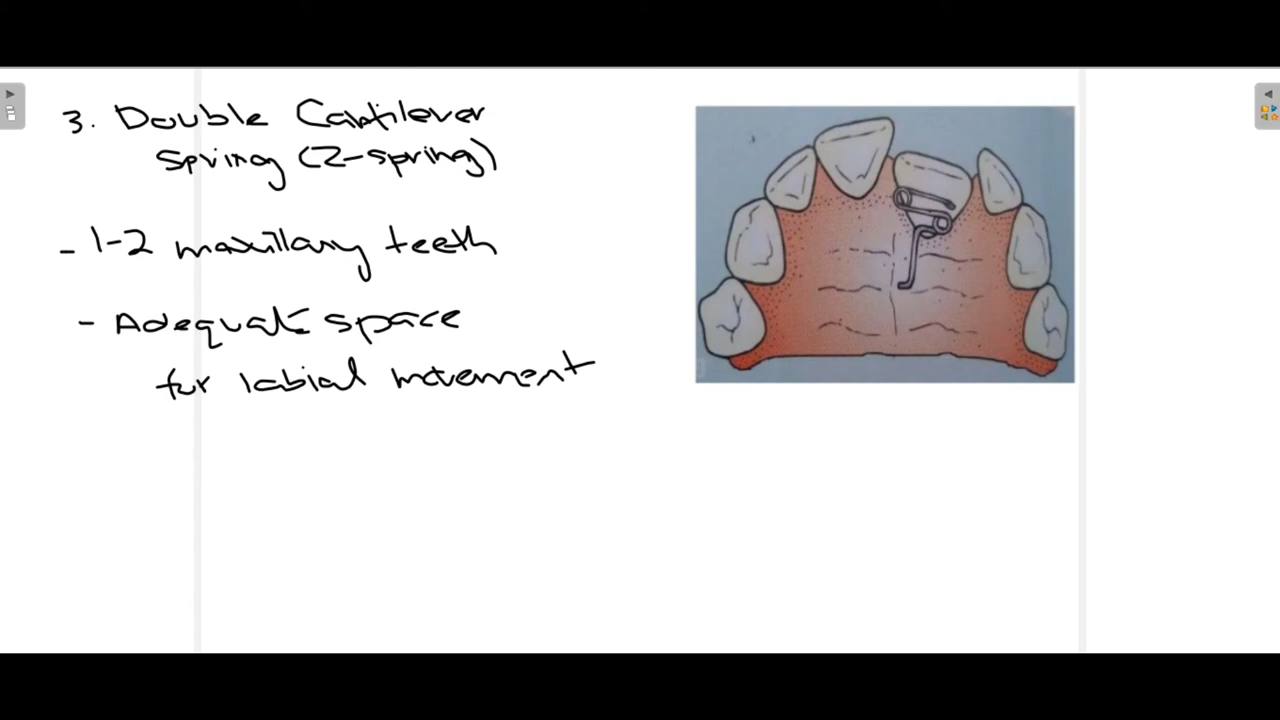 3. Double Cantilever
spring (Z-spring)
- 1-2 maxillary teeth
- Adequate space
for labial movement